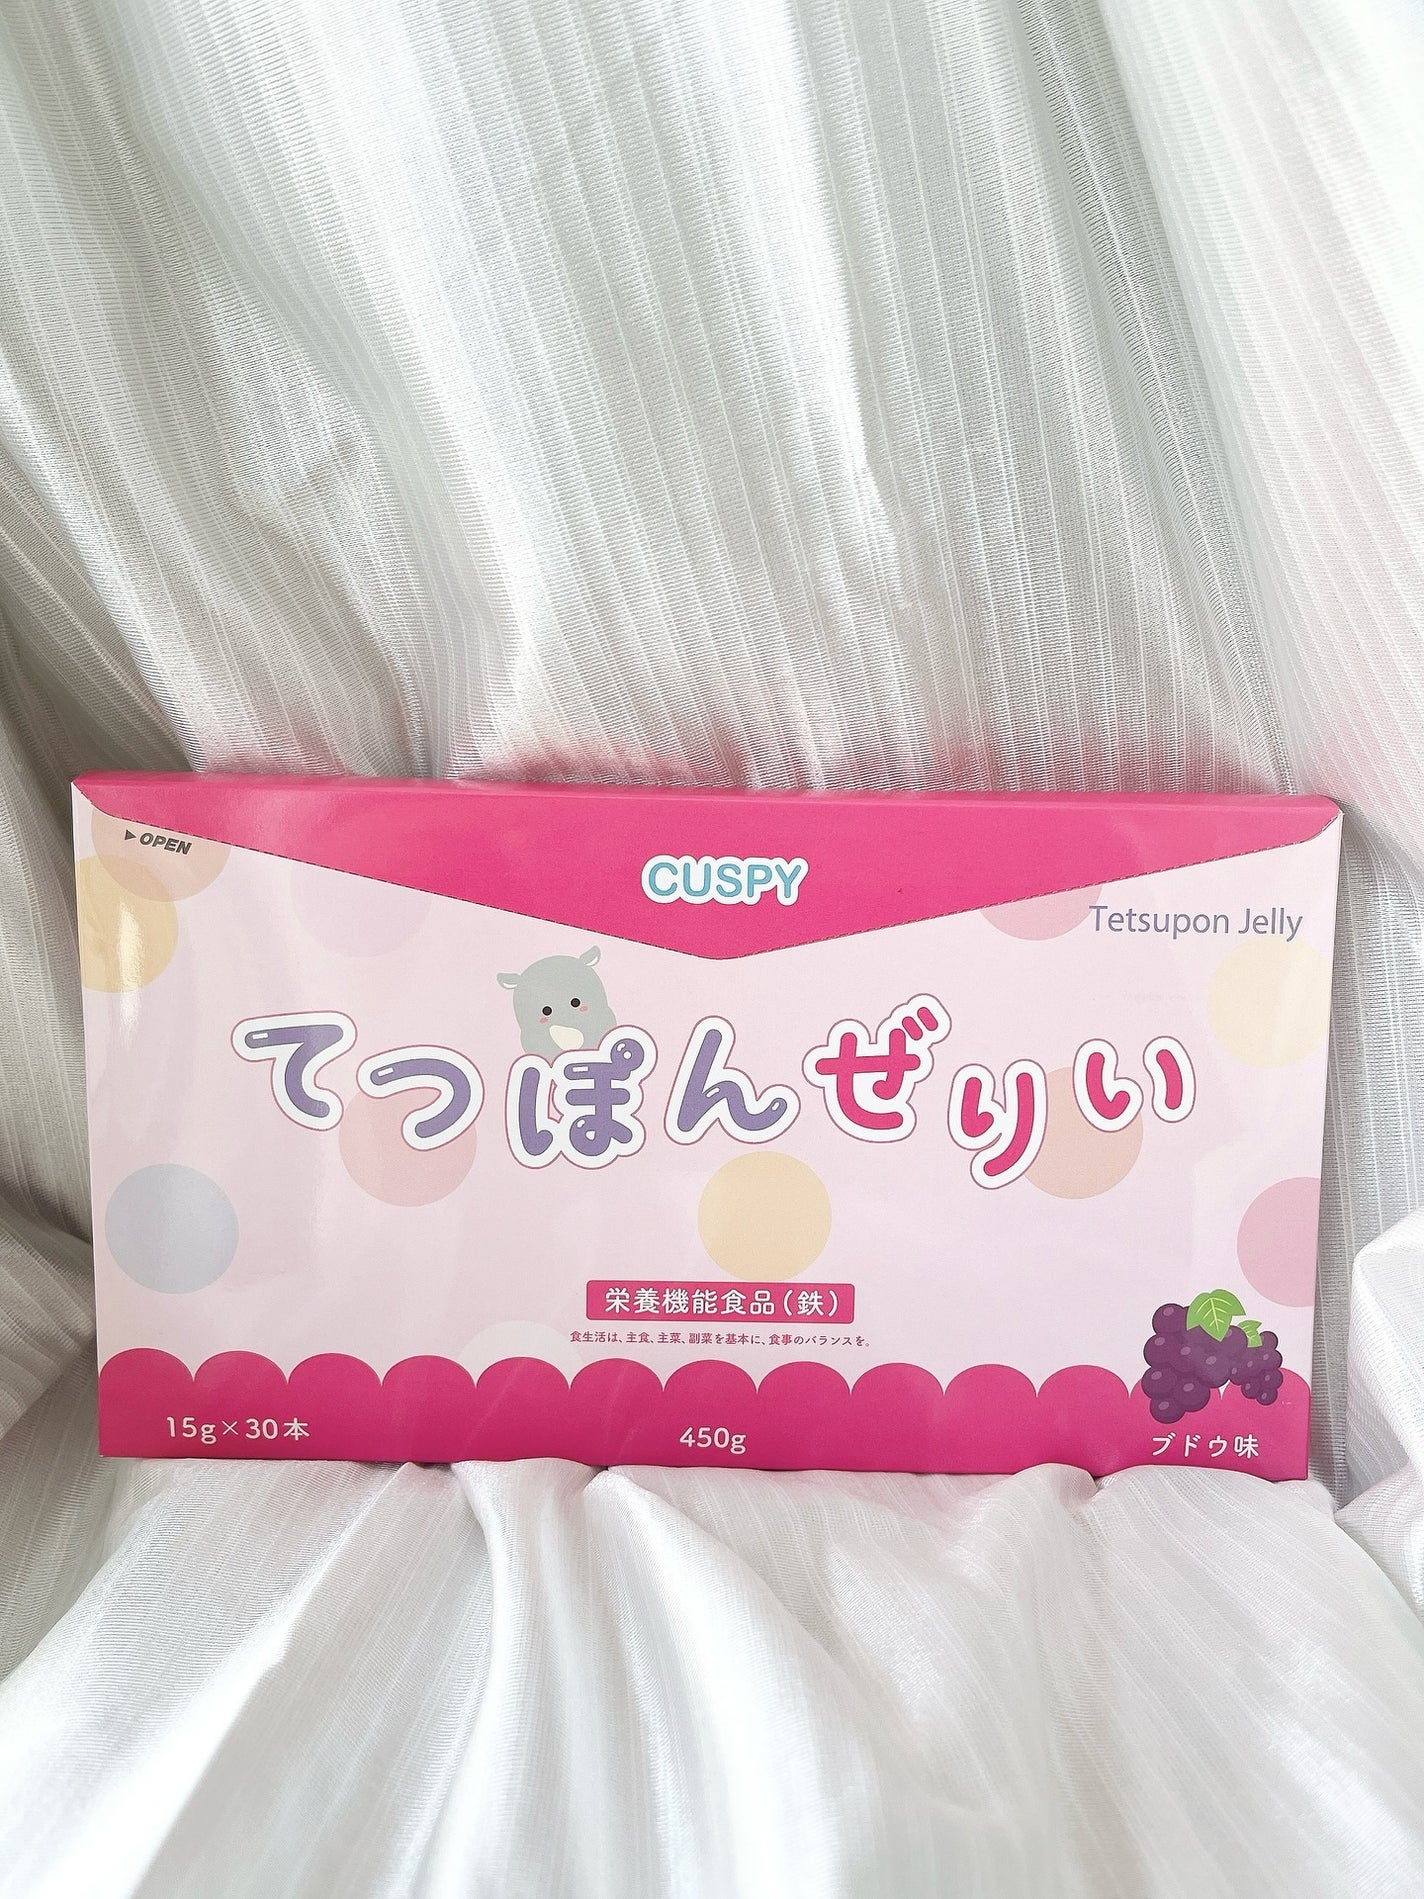 ▶OPEN
CUSPY
Tetsupon Jelly
てつぽんぜりぃ
栄養機能食品(鉄)
食生活は、主食、主菜、副菜を基本に、食事のバランスを。
15g×30本
450g
ブドウ味